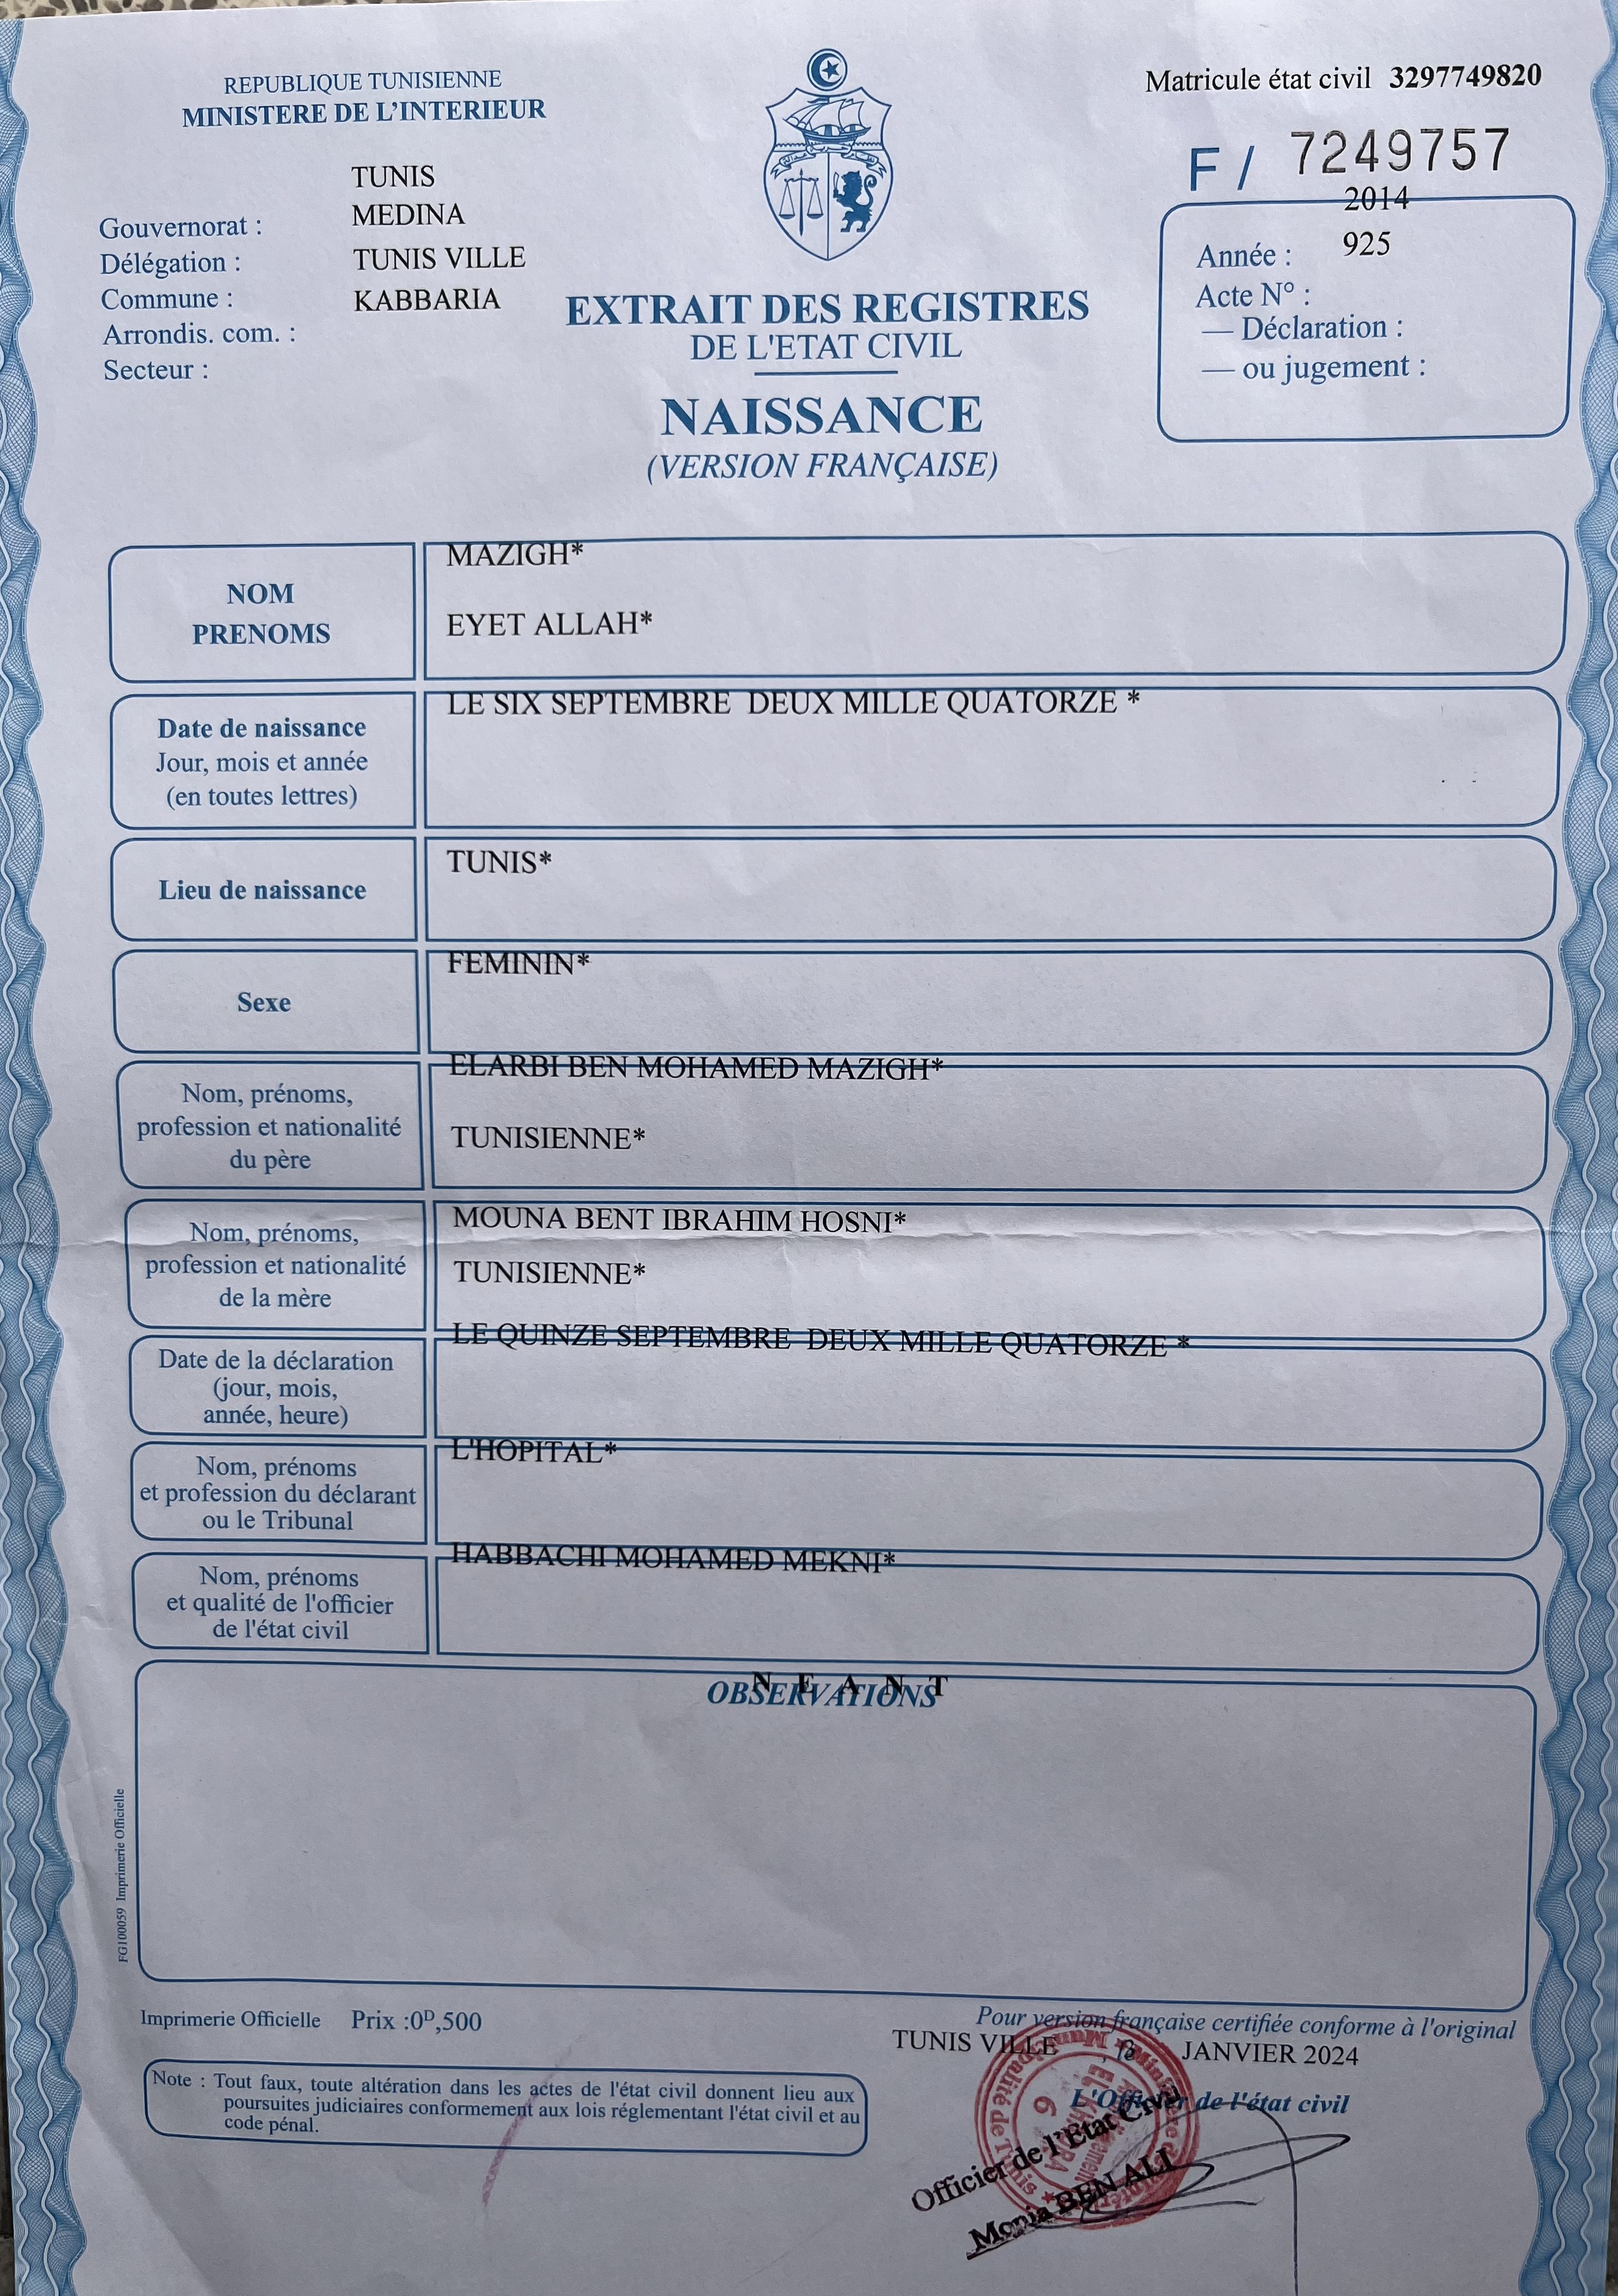 REPUBLIQUE TUNISIENNE
MINISTERE DE L'INTERIEUR
Matricule état civil 3297749820
F / 7249757
TUNIS
Gouvernorat : MEDINA
Délégation : TUNIS VILLE
Commune : KABBARIA
Arrondis. com. :
Secteur :
2014
Année : 925
Acte N° :
— Déclaration :
— ou jugement :
EXTRAIT DES REGISTRES
DE L'ETAT CIVIL
NAISSANCE
(VERSION FRANÇAISE)
NOM
PRENOMS
MAZIGH*
EYET ALLAH*
Date de naissance
Jour, mois et année
(en toutes lettres)
LE SIX SEPTEMBRE DEUX MILLE QUATORZE *
Lieu de naissance
TUNIS*
Sexe
FEMININ*
Nom, prénoms,
profession et nationalité
du père
ELARBI BEN MOHAMED MAZIGH*
TUNISIENNE*
Nom, prénoms,
profession et nationalité
de la mère
MOUNA BENT IBRAHIM HOSNI*
TUNISIENNE*
Date de la déclaration
(jour, mois,
année, heure)
LE QUINZE SEPTEMBRE DEUX MILLE QUATORZE *
Nom, prénoms
et profession du déclarant
ou le Tribunal
L'HOPITAL*
Nom, prénoms
et qualité de l'officier
de l'état civil
HABBACHI MOHAMED MEKNI*
N E A N T
OBSERVATIONS
FG100059 Imprimerie Officielle
Imprimerie Officielle Prix :0ᴰ,500
Pour version française certifiée conforme à l'original
TUNIS VILLE , le JANVIER 2024
L'Officier de l'état civil
Note : Tout faux, toute altération dans les actes de l'état civil donnent lieu aux
poursuites judiciaires conformement aux lois réglementant l'état civil et au
code pénal.
Officier de l'Etat Civil
Monia BEN ALI